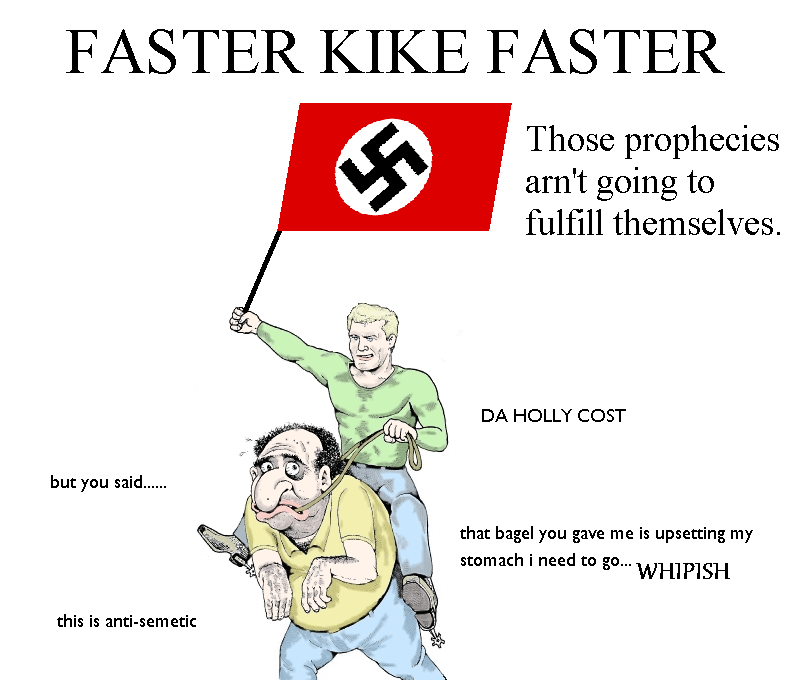 FASTER KIKE FASTER
Those prophecies
arn't going to
fulfill themselves.
DA HOLLY COST
but you said......
that bagel you gave me is upsetting my
stomach i need to go... WHIPISH
this is anti-semetic